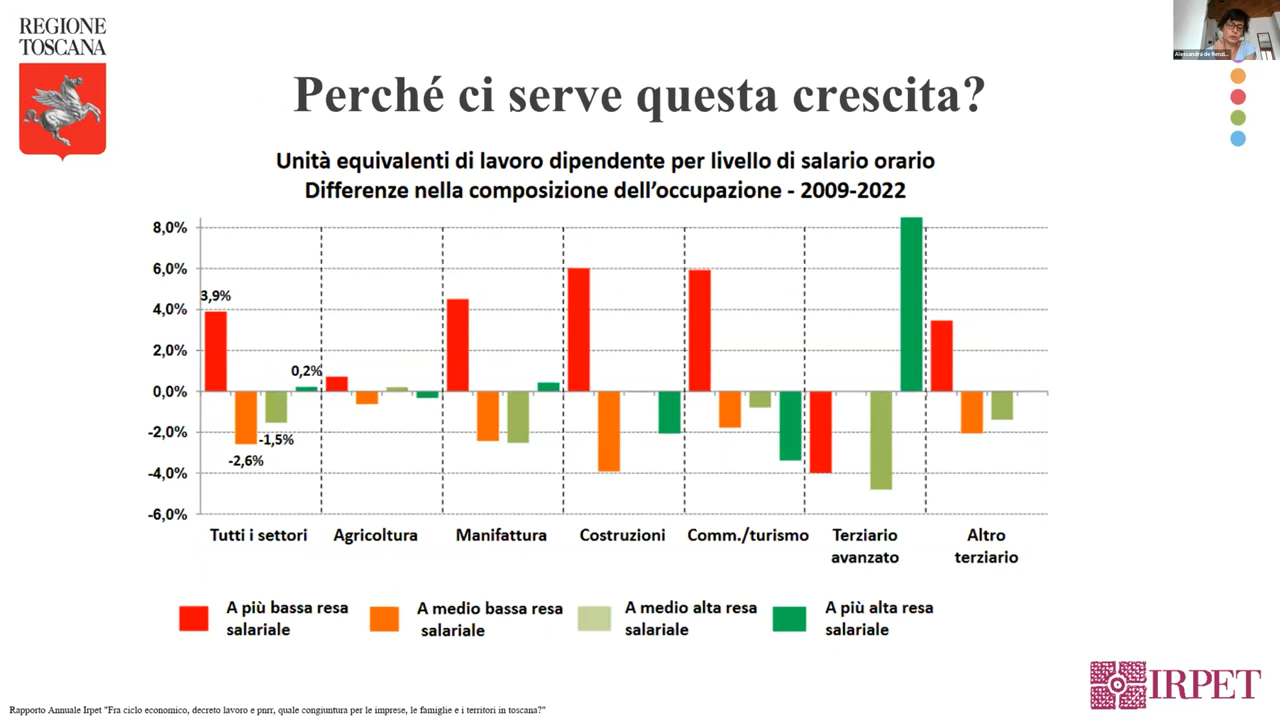 REGIONE
TOSCANA
Alessandra de Renzi...
Perché ci serve questa crescita?
Unità equivalenti di lavoro dipendente per livello di salario orario
Differenze nella composizione dell'occupazione - 2009-2022
8,0%
6,0%
4,0%
2,0%
0,0%
-2,0%
-4,0%
-6,0%
3,9%
0,2%
-1,5%
-2,6%
Tutti i settori
Agricoltura
Manifattura
Costruzioni
Comm./turismo
Terziario
avanzato
Altro
terziario
A più bassa resa
salariale
A medio bassa resa
salariale
A medio alta resa
salariale
A più alta resa
salariale
IRPET
Rapporto Annuale Irpet "Fra ciclo economico, decreto lavoro e pnrr, quale congiuntura per le imprese, le famiglie e i territori in toscana?"